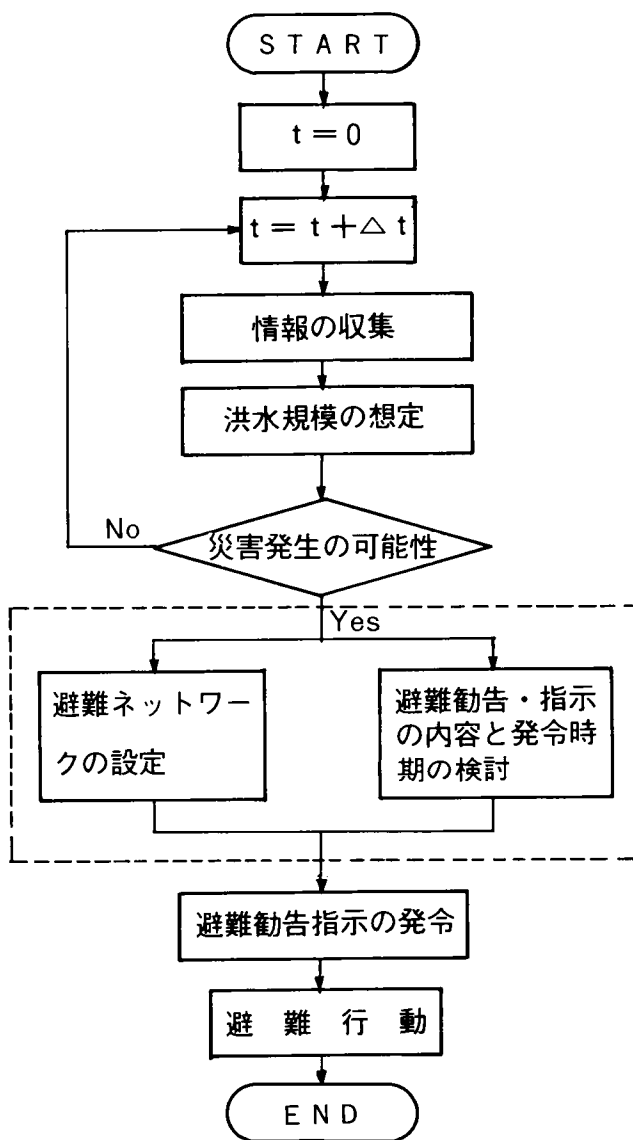 START
t＝0
t＝t＋△t
情報の収集
洪水規模の想定
災害発生の可能性
No
Yes
避難ネットワー
クの設定
避難勧告・指示
の内容と発令時
期の検討
避難勧告指示の発令
避難行動
END